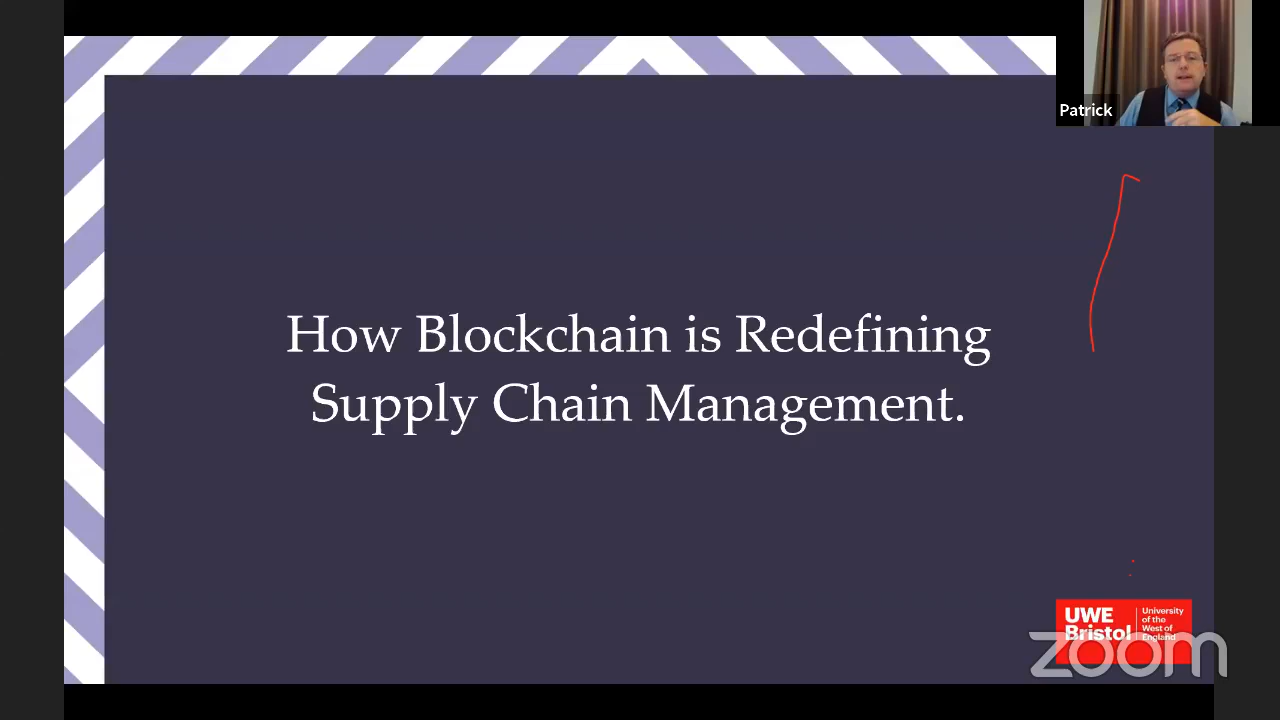 Patrick
How Blockchain is Redefining
Supply Chain Management.
UWE
Bristol
University
of the
West of
England
zoom